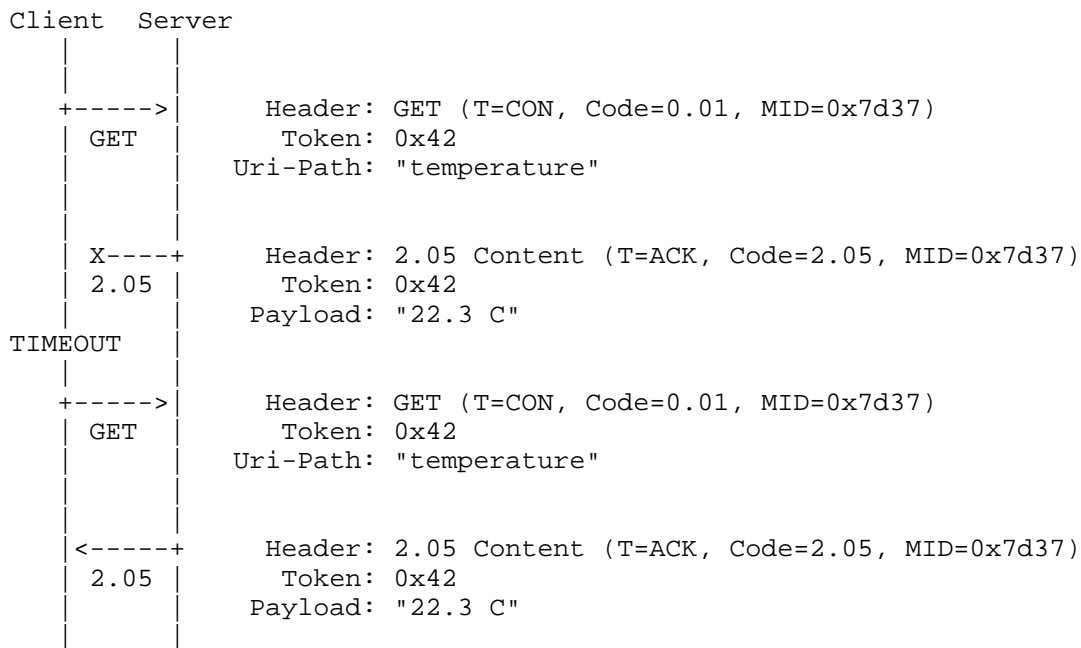 Client  Server
   |      |
   |      |
   +----->|     Header: GET (T=CON, Code=0.01, MID=0x7d37)
   | GET  |      Token: 0x42
   |      |   Uri-Path: "temperature"
   |      |
   |      |
   | X----+     Header: 2.05 Content (T=ACK, Code=2.05, MID=0x7d37)
   | 2.05 |      Token: 0x42
   |      |    Payload: "22.3 C"
TIMEOUT   |
   |      |
   +----->|     Header: GET (T=CON, Code=0.01, MID=0x7d37)
   | GET  |      Token: 0x42
   |      |   Uri-Path: "temperature"
   |      |
   |      |
   |<-----+     Header: 2.05 Content (T=ACK, Code=2.05, MID=0x7d37)
   | 2.05 |      Token: 0x42
   |      |    Payload: "22.3 C"
   |      |